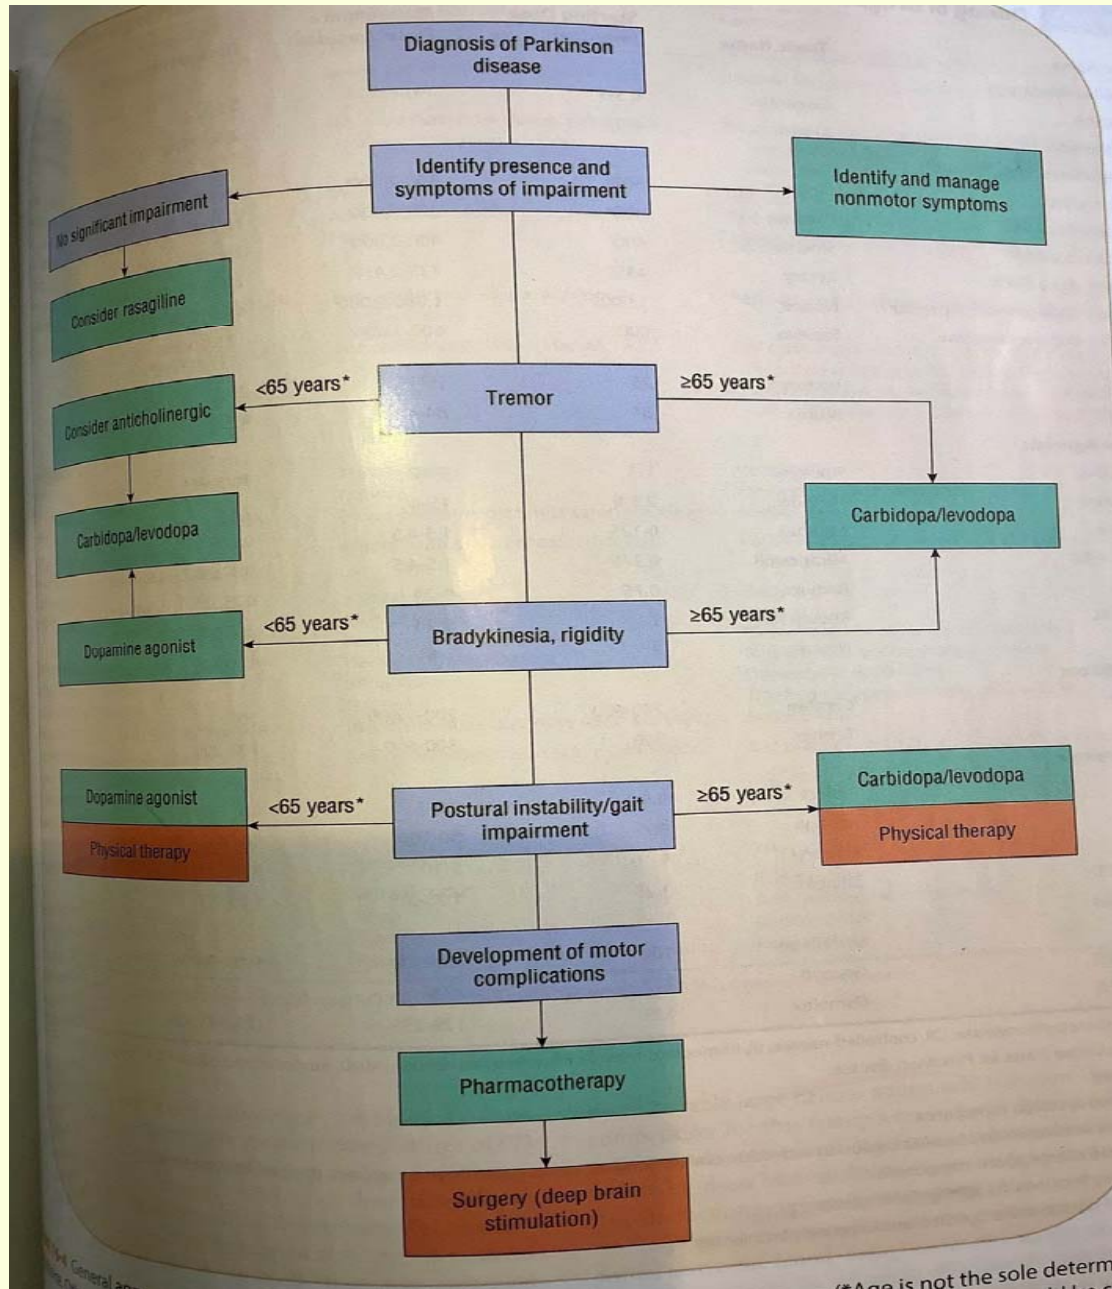 Diagnosis of Parkinson
disease
Identify presence and
symptoms of impairment
Identify and manage
nonmotor symptoms
No significant impairment
Consider rasagiline
<65 years*
Tremor
≥65 years*
Consider anticholinergic
Carbidopa/levodopa
Carbidopa/levodopa
<65 years*
Bradykinesia, rigidity
≥65 years*
Dopamine agonist
Dopamine agonist
Physical therapy
<65 years*
Postural instability/gait
impairment
≥65 years*
Carbidopa/levodopa
Physical therapy
Development of motor
complications
Pharmacotherapy
Surgery (deep brain
stimulation)
General
(*Age is not the sole